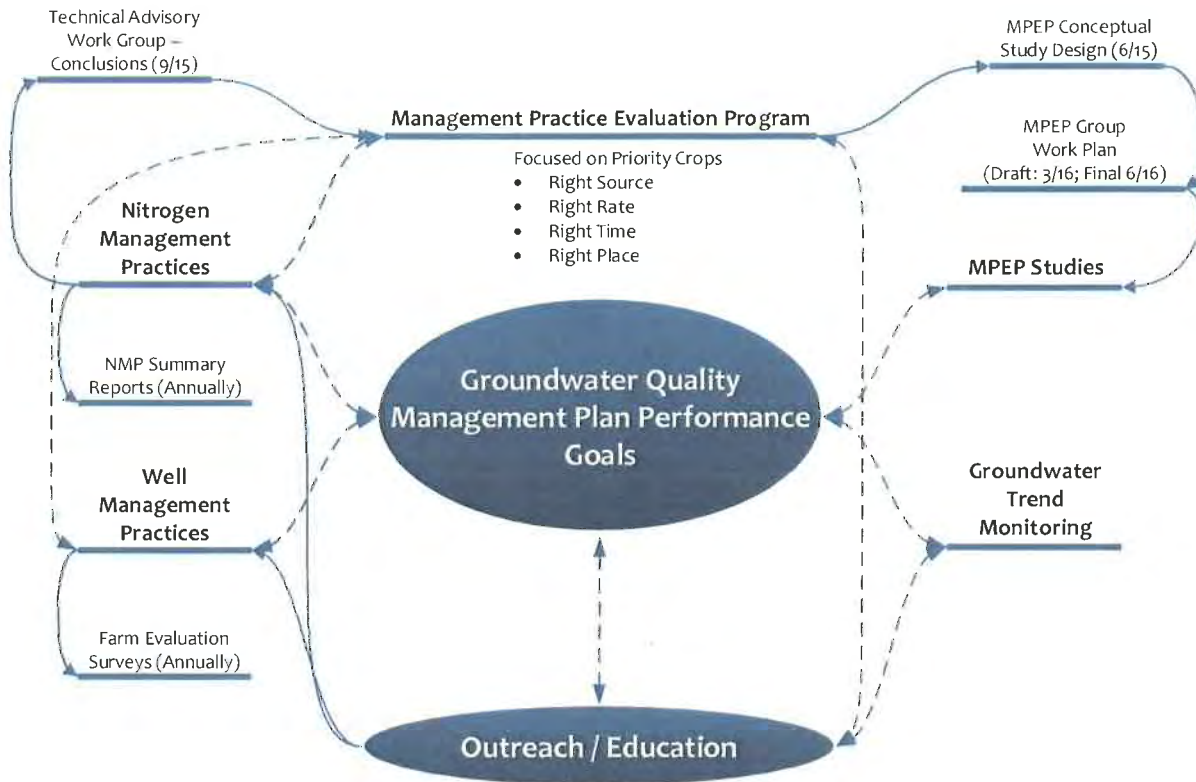 Technical Advisory
Work Group –
Conclusions (9/15)
MPEP Conceptual
Study Design (6/15)
Management Practice Evaluation Program
Focused on Priority Crops
• Right Source
• Right Rate
• Right Time
• Right Place
MPEP Group
Work Plan
(Draft: 3/16; Final 6/16)
Nitrogen
Management
Practices
MPEP Studies
NMP Summary
Reports (Annually)
Groundwater Quality
Management Plan Performance
Goals
Well
Management
Practices
Groundwater
Trend
Monitoring
Farm Evaluation
Surveys (Annually)
Outreach / Education